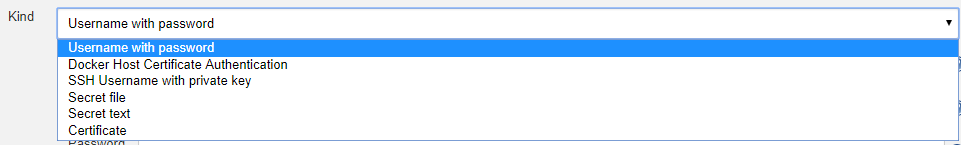 Kind Username with password
Username with password
Docker Host Certificate Authentication
SSH Username with private key
Secret file
Secret text
Certificate
Password